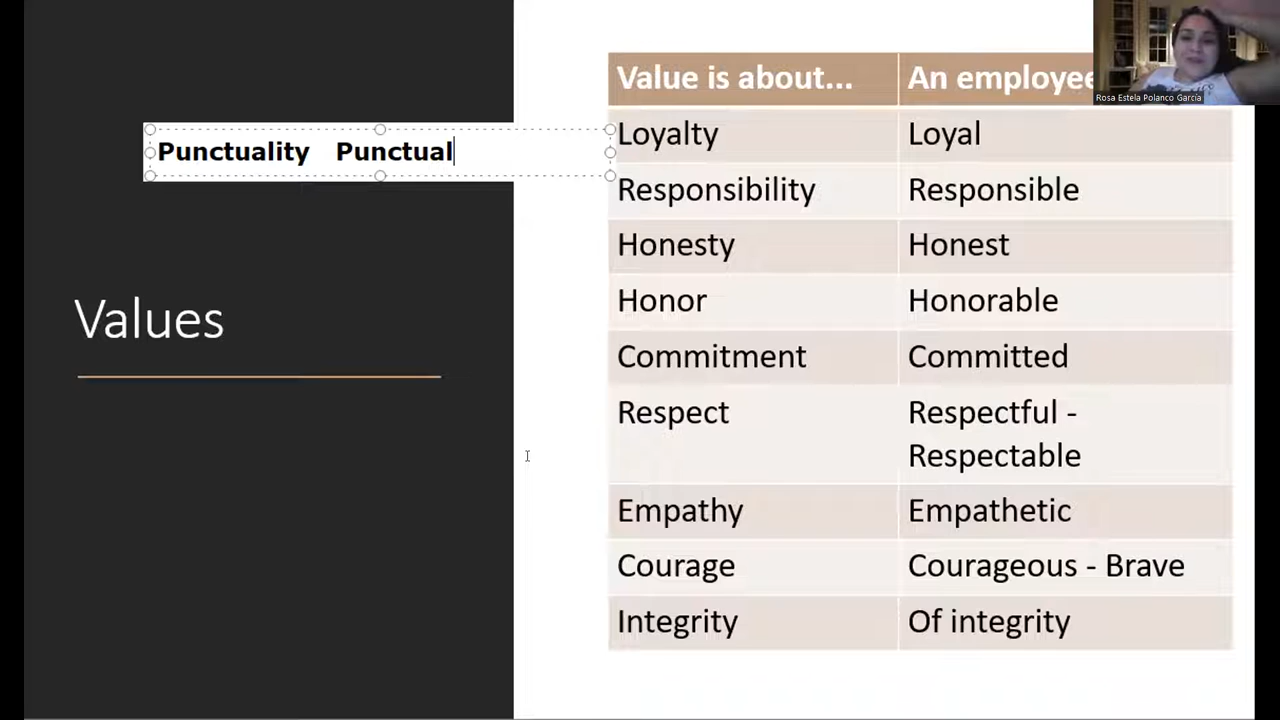 Punctuality Punctual
Values
Value is about... An employee
Loyalty Loyal
Responsibility Responsible
Honesty Honest
Honor Honorable
Commitment Committed
Respect Respectful -
Respectable
Empathy Empathetic
Courage Courageous - Brave
Integrity Of integrity
Rosa Estela Polanco García